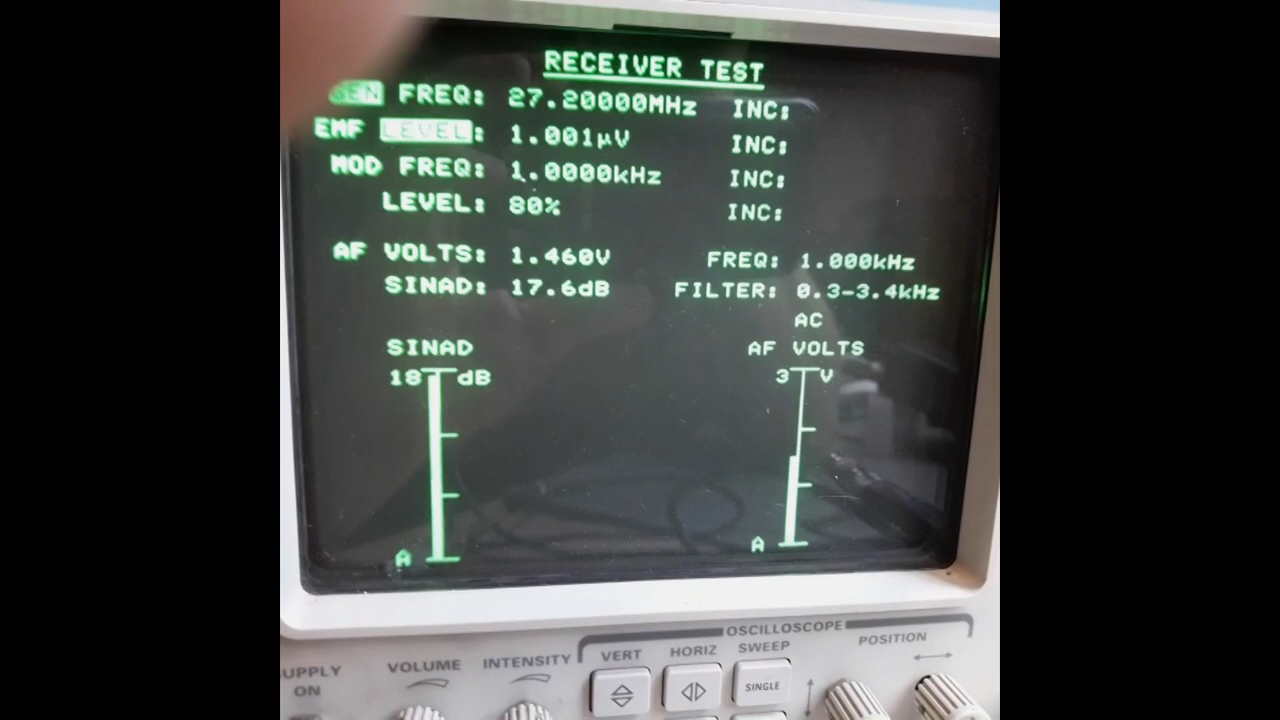 RECEIVER TEST
GEN FREQ: 27.20000MHz INC:
EMF LEVEL: 1.001µV INC:
MOD FREQ: 1.0000kHz INC:
LEVEL: 80% INC:
AF VOLTS: 1.460V FREQ: 1.000kHz
SINAD: 17.6dB FILTER: 0.3-3.4kHz
AC
SINAD AF VOLTS
18 dB 3 V
A A
OSCILLOSCOPE
SUPPLY ON VOLUME INTENSITY VERT HORIZ SWEEP POSITION
SINGLE